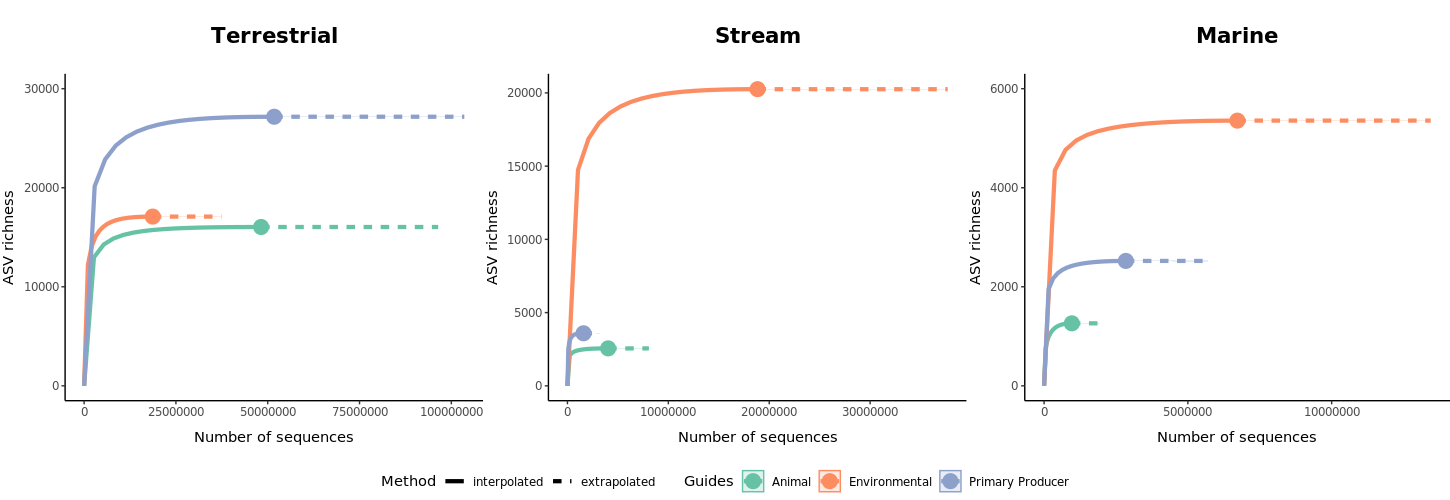 Terrestrial
Stream
Marine
ASV richness
30000
20000
10000
0
0
25000000
50000000
75000000
100000000
Number of sequences
ASV richness
20000
15000
10000
5000
0
0
10000000
20000000
30000000
Number of sequences
ASV richness
6000
4000
2000
0
0
5000000
10000000
Number of sequences
Method interpolated extrapolated Guides Animal Environmental Primary Producer